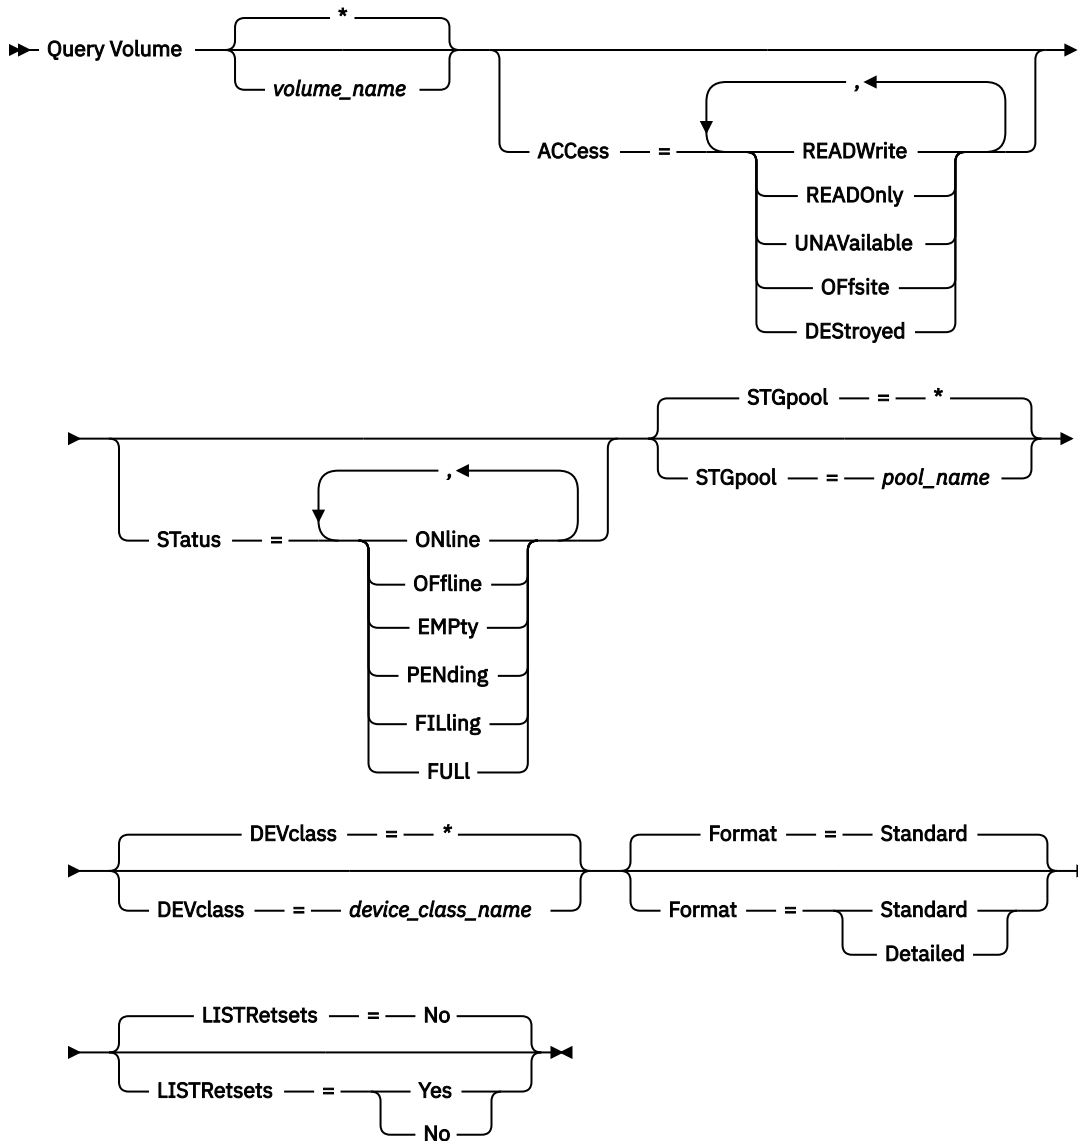 *
Query Volume
volume_name
,
ACCess = READWrite
READOnly
UNAVailable
OFfsite
DEStroyed
STGpool = *
STGpool = pool_name
,
STatus = ONline
OFfline
EMPty
PENding
FILling
FULl
DEVclass = * Format = Standard
DEVclass = device_class_name Format = Standard
Detailed
LISTRetsets = No
LISTRetsets = Yes
No